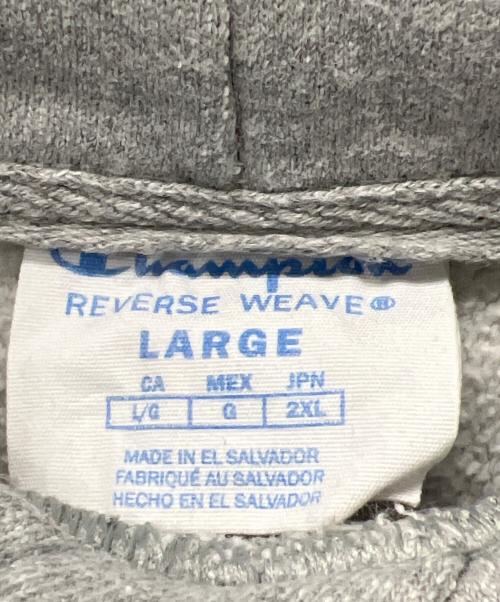 Champion
REVERSE WEAVE®
LARGE
CA MEX JPN
L/G G 2XL
MADE IN EL SALVADOR
FABRIQUÉ AU SALVADOR
HECHO EN EL SALVADOR